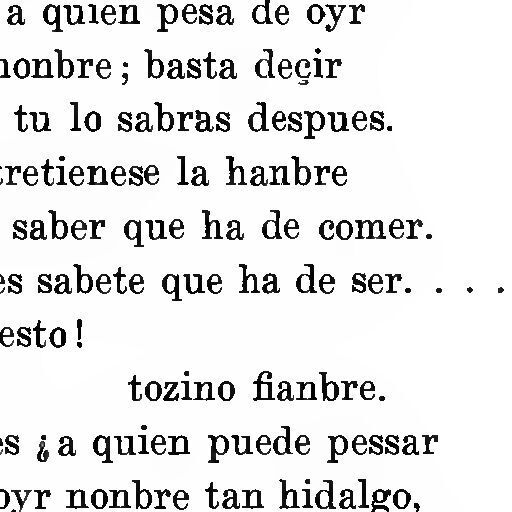 a quien pesa de oyr
nonbre; basta deçir
tu lo sabras despues.
tretienese la hanbre
saber que ha de comer.
es sabete que ha de ser. . . .
esto!
tozino fianbre.
es ¿a quien puede pessar
oyr nonbre tan hidalgo,